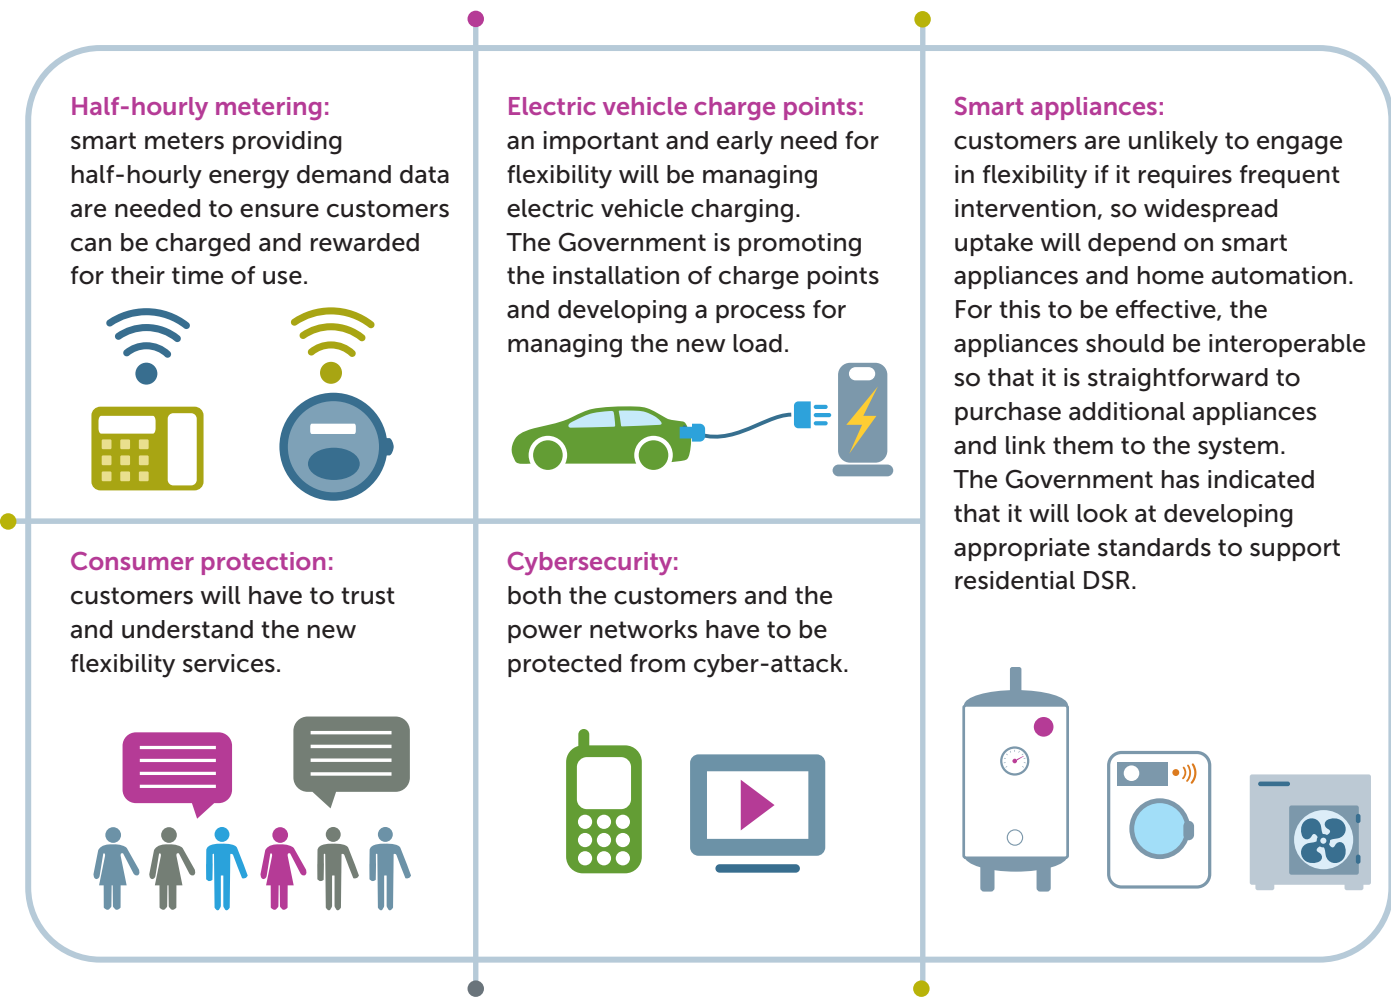 Half-hourly metering:
smart meters providing
half-hourly energy demand data
are needed to ensure customers
can be charged and rewarded
for their time of use.
Electric vehicle charge points:
an important and early need for
flexibility will be managing
electric vehicle charging.
The Government is promoting
the installation of charge points
and developing a process for
managing the new load.
Smart appliances:
customers are unlikely to engage
in flexibility if it requires frequent
intervention, so widespread
uptake will depend on smart
appliances and home automation.
For this to be effective, the
appliances should be interoperable
so that it is straightforward to
purchase additional appliances
and link them to the system.
The Government has indicated
that it will look at developing
appropriate standards to support
residential DSR.
Consumer protection:
customers will have to trust
and understand the new
flexibility services.
Cybersecurity:
both the customers and the
power networks have to be
protected from cyber-attack.